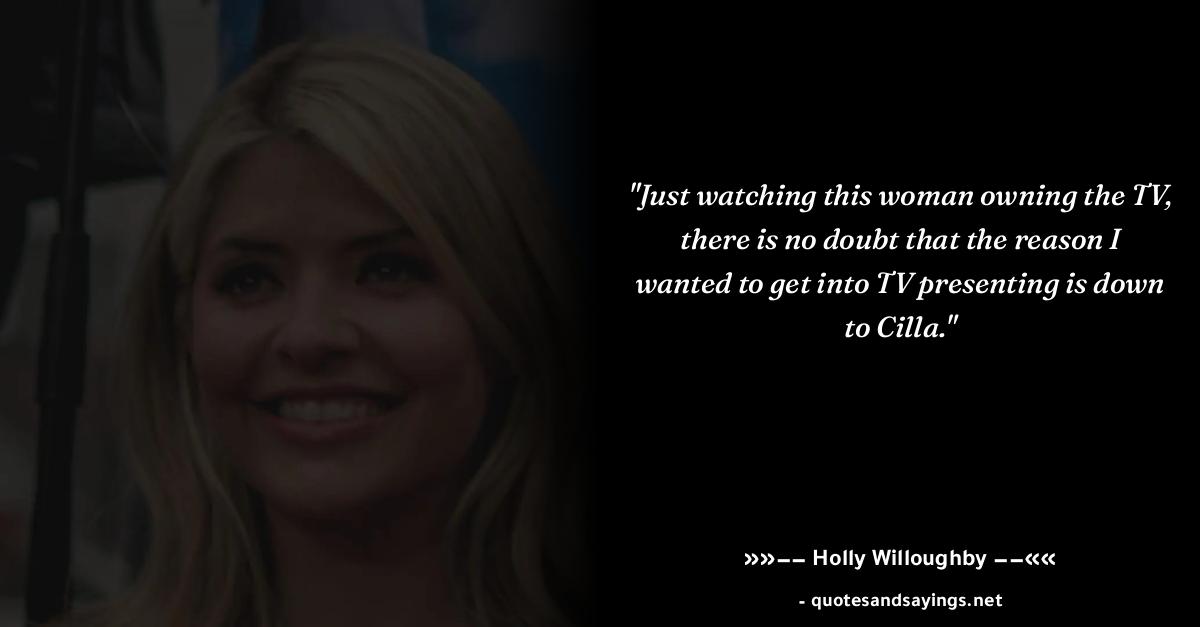 "Just watching this woman owning the TV,
there is no doubt that the reason I
wanted to get into TV presenting is down
to Cilla."
»»−− Holly Willoughby −−««
- quotesandsayings.net